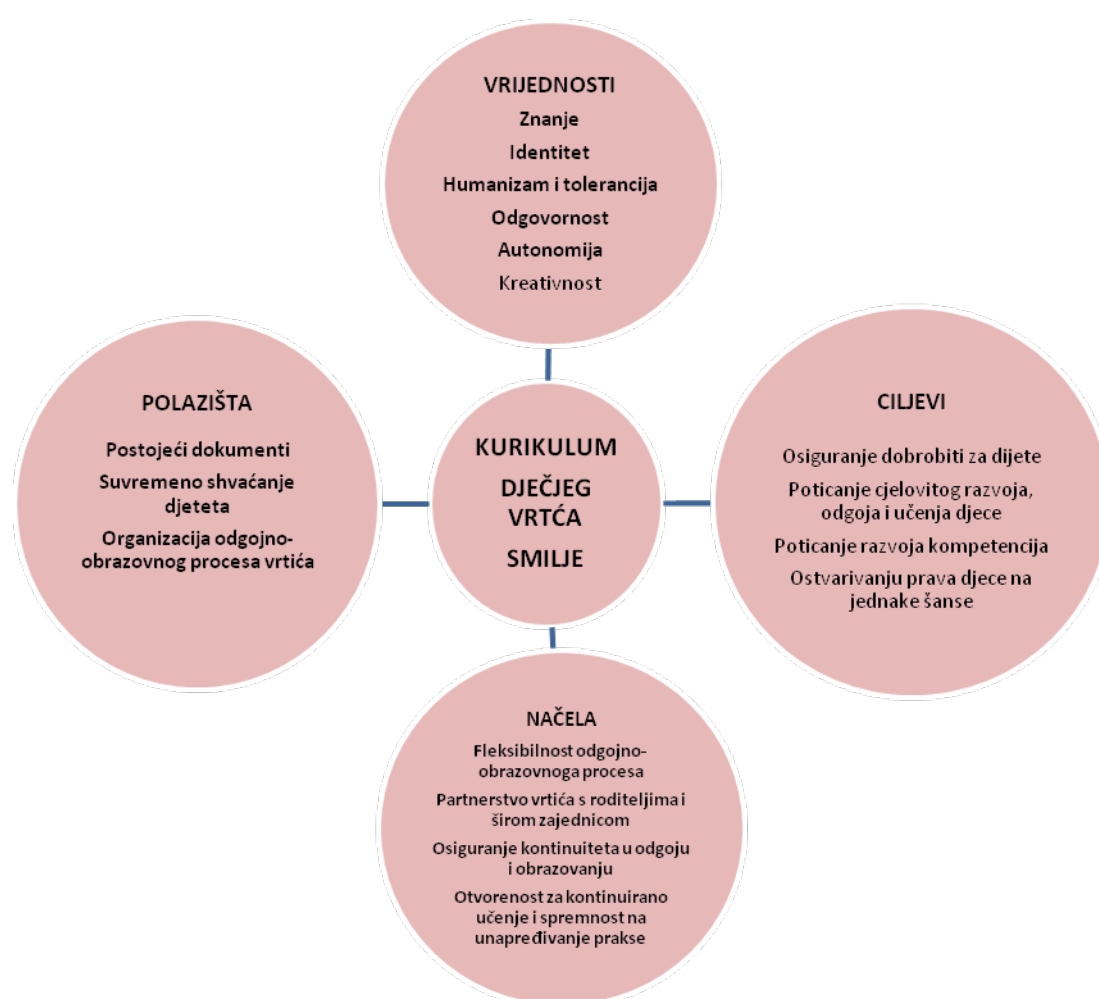 VRIJEDNOSTI
Znanje
Identitet
Humanizam i tolerancija
Odgovornost
Autonomija
Kreativnost
POLAZIŠTA
Postojeći dokumenti
Suvremeno shvaćanje
djeteta
Organizacija odgojno-
obrazovnog procesa vrtića
KURIKULUM
DJEČJEG
VRTĆA
SMILJE
CILJEVI
Osiguranje dobrobiti za dijete
Poticanje cjelovitog razvoja,
odgoja i učenja djece
Poticanje razvoja kompetencija
Ostvarivanju prava djece na
jednake šanse
NAČELA
Fleksibilnost odgojno-
obrazovnoga procesa
Partnerstvo vrtića s roditeljima i
širom zajednicom
Osiguranje kontinuiteta u odgoju
i obrazovanju
Otvorenost za kontinuirano
učenje i spremnost na
unapređivanje prakse